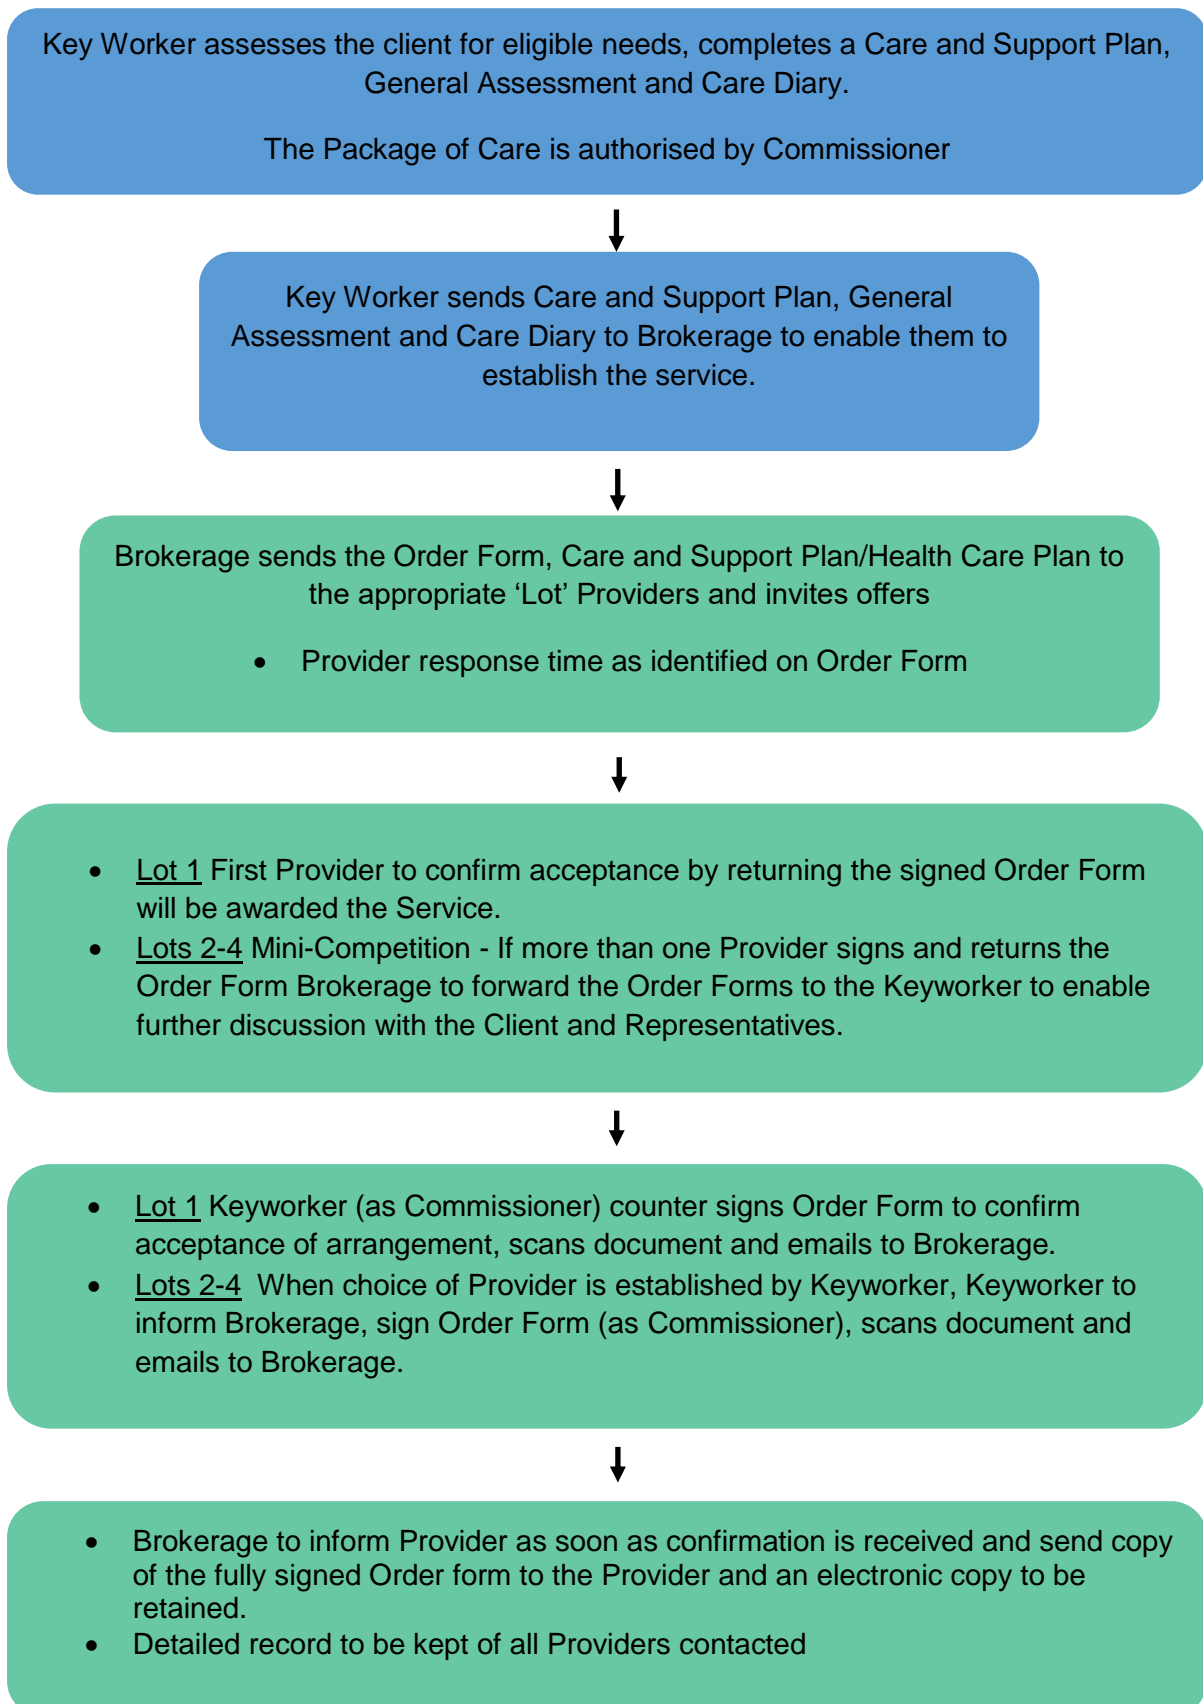 Key Worker assesses the client for eligible needs, completes a Care and Support Plan,
General Assessment and Care Diary.
The Package of Care is authorised by Commissioner
Key Worker sends Care and Support Plan, General
Assessment and Care Diary to Brokerage to enable them to
establish the service.
Brokerage sends the Order Form, Care and Support Plan/Health Care Plan to
the appropriate ‘Lot’ Providers and invites offers
• Provider response time as identified on Order Form
• Lot 1 First Provider to confirm acceptance by returning the signed Order Form
will be awarded the Service.
• Lots 2-4 Mini-Competition - If more than one Provider signs and returns the
Order Form Brokerage to forward the Order Forms to the Keyworker to enable
further discussion with the Client and Representatives.
• Lot 1 Keyworker (as Commissioner) counter signs Order Form to confirm
acceptance of arrangement, scans document and emails to Brokerage.
• Lots 2-4 When choice of Provider is established by Keyworker, Keyworker to
inform Brokerage, sign Order Form (as Commissioner), scans document and
emails to Brokerage.
• Brokerage to inform Provider as soon as confirmation is received and send copy
of the fully signed Order form to the Provider and an electronic copy to be
retained.
• Detailed record to be kept of all Providers contacted